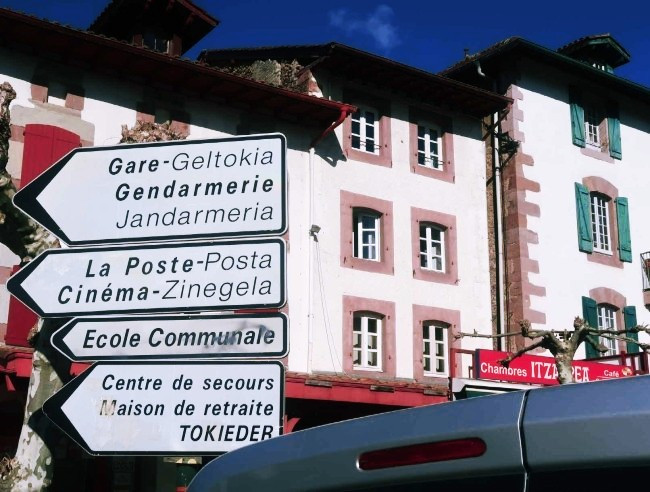 Gare-Geltokia
Gendarmerie
Jandarmeria
La Poste-Posta
Cinéma-Zinegela
Ecole Communale
Centre de secours
Maison de retraite
TOKIEDER
Chambres Café